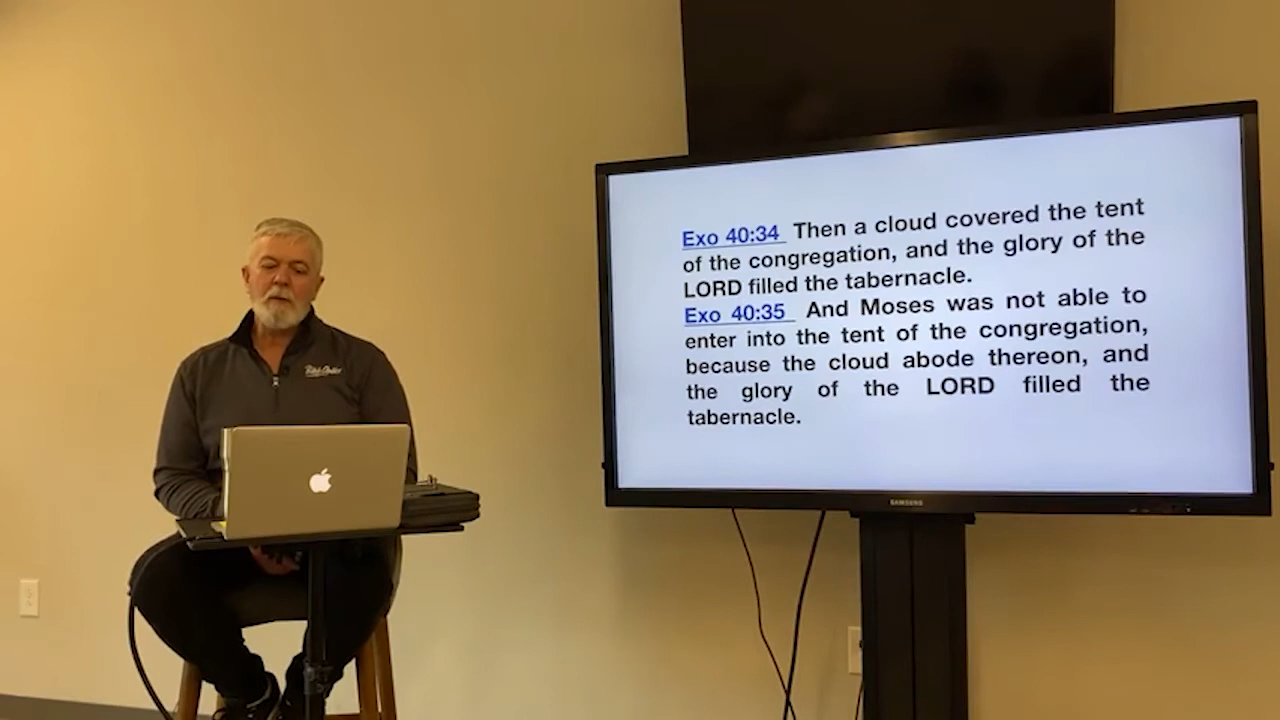 Exo 40:34 Then a cloud covered the tent
of the congregation, and the glory of the
LORD filled the tabernacle.
Exo 40:35 And Moses was not able to
enter into the tent of the congregation,
because the cloud abode thereon, and
the glory of the LORD filled the
tabernacle.
SAMSUNG